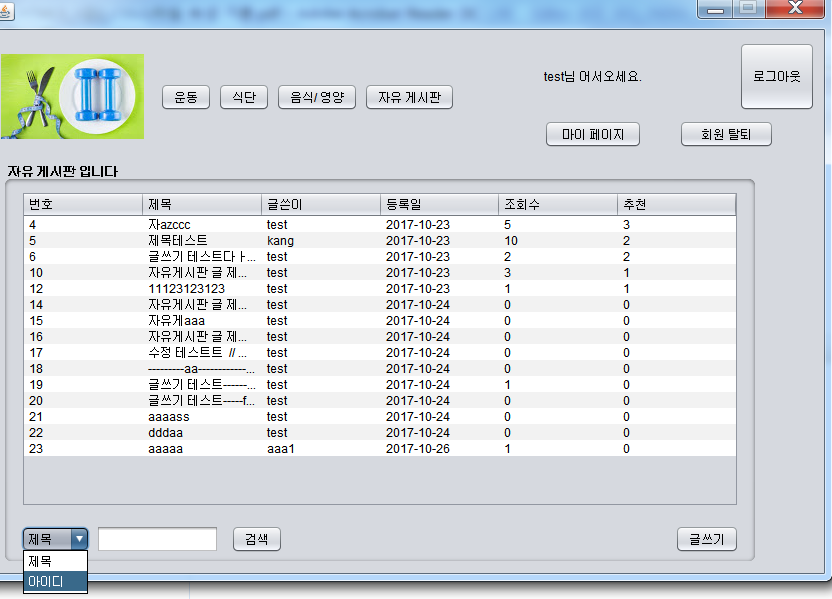 test님 어서오세요.
로그아웃
운동 식단 음식/영양 자유 게시판
마이 페이지 회원 탈퇴
자유 게시판 입니다
번호 제목 글쓴이 등록일 조회수 추천
4 자azccc test 2017-10-23 5 3
5 제목테스트 kang 2017-10-23 10 2
6 글쓰기 테스트다ㅏ... test 2017-10-23 2 2
10 자유게시판 글 제... test 2017-10-23 3 1
12 11123123123 test 2017-10-23 1 1
14 자유게시판 글 제... test 2017-10-24 0 0
15 자유게aaa test 2017-10-24 0 0
16 자유게시판 글 제... test 2017-10-24 0 0
17 수정 테스트트 // ... test 2017-10-24 0 0
18 ---------aa------------... test 2017-10-24 0 0
19 글쓰기 테스트------... test 2017-10-24 1 0
20 글쓰기 테스트-----f... test 2017-10-24 0 0
21 aaaass test 2017-10-24 0 0
22 dddaa test 2017-10-24 0 0
23 aaaaa aaa1 2017-10-26 1 0
제목 검색 글쓰기
제목
아이디